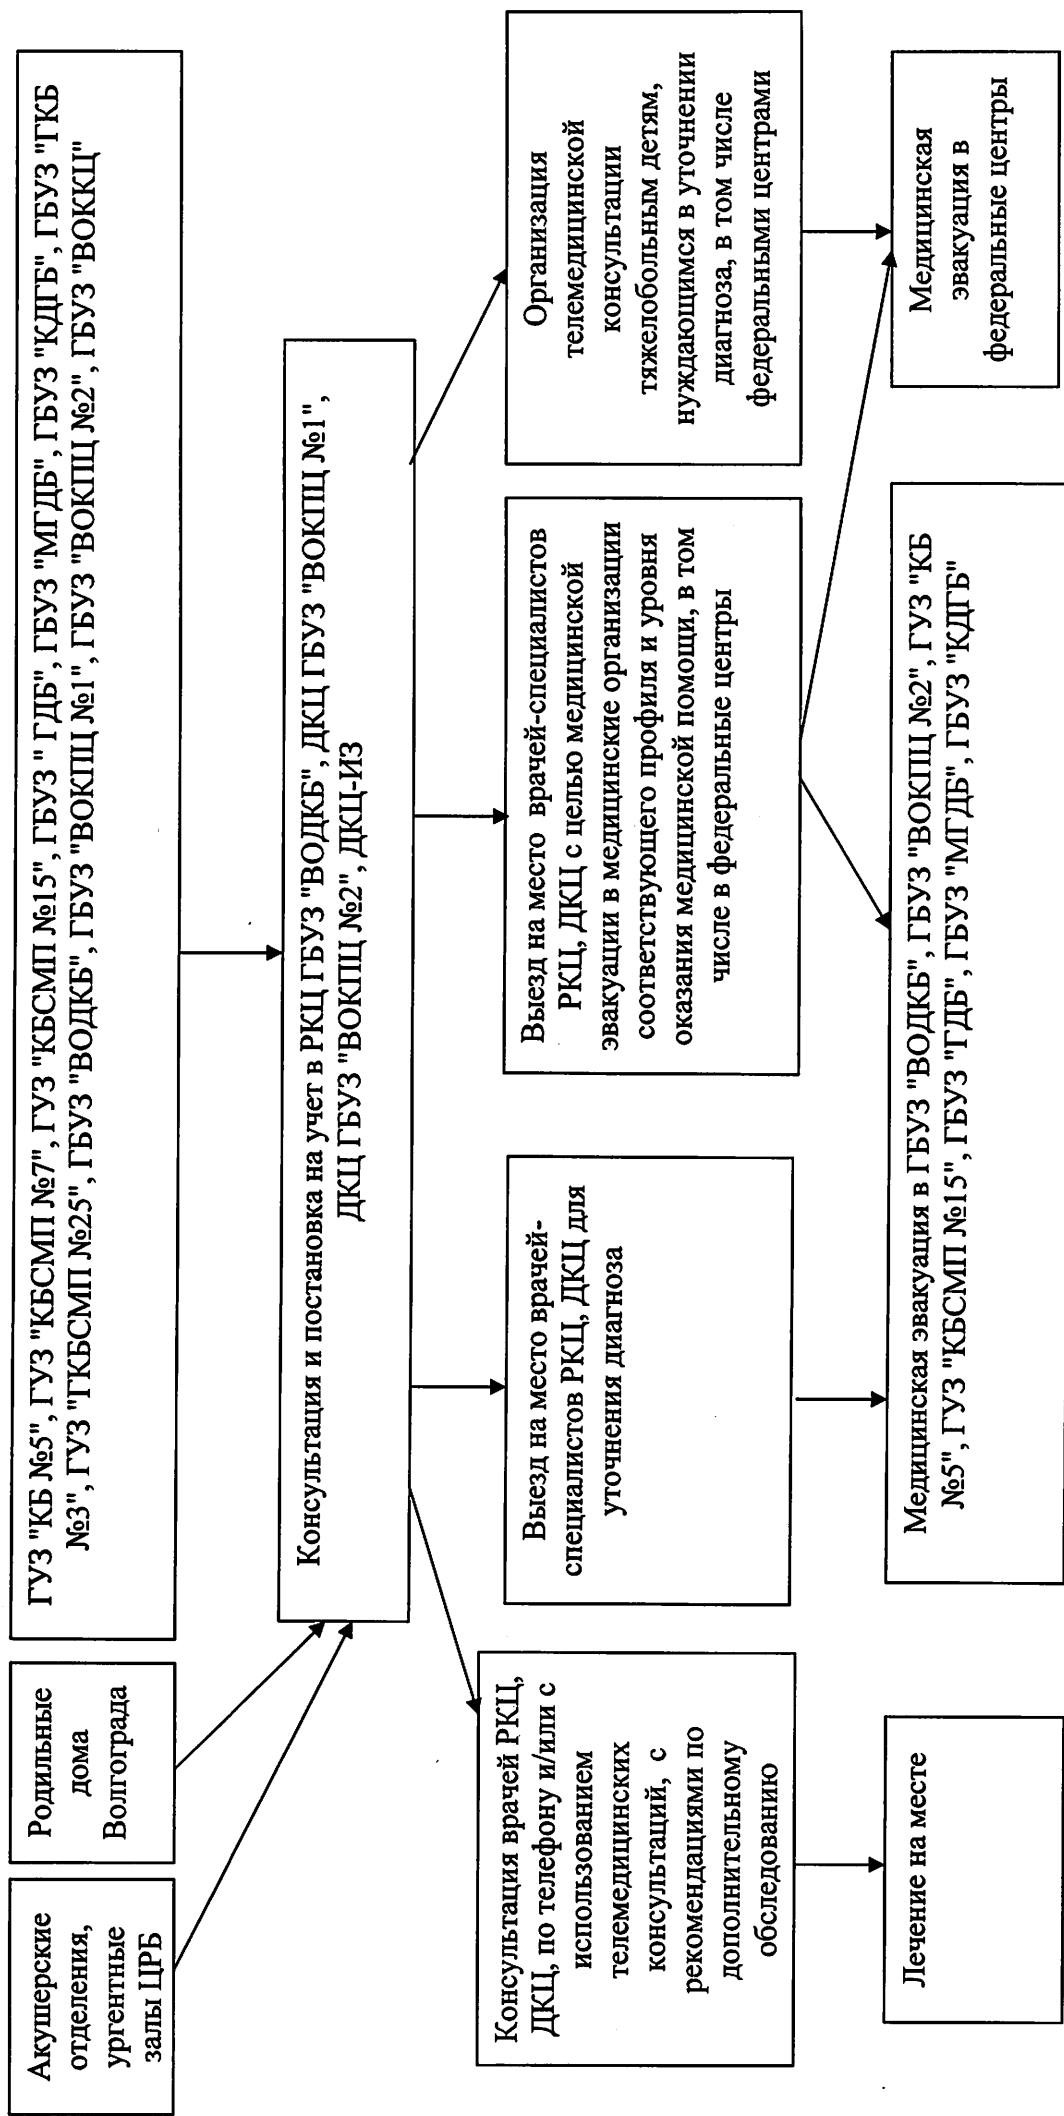 Акушерские
отделения,
ургентные
залы ЦРБ
Родильные
дома
Волгограда
ГУЗ "КБ №5", ГУЗ "КБСМП №7", ГУЗ "КБСМП №15", ГБУЗ " ГДБ", ГБУЗ "МГДБ", ГБУЗ "КДГБ", ГБУЗ "ГКБ
№3", ГУЗ "ГКБСМП №25", ГБУЗ "ВОДКБ", ГБУЗ "ВОКПЦ №1", ГБУЗ "ВОКПЦ №2", ГБУЗ "ВОККЦ"
Консультация и постановка на учет в РКЦ ГБУЗ "ВОДКБ", ДКЦ ГБУЗ "ВОКПЦ №1",
ДКЦ ГБУЗ "ВОКПЦ №2", ДКЦ-ИЗ
Консультация врачей РКЦ,
ДКЦ, по телефону и/или с
использованием
телемедицинских
консультаций, с
рекомендациями по
дополнительному
обследованию
Выезд на место врачей-
специалистов РКЦ, ДКЦ для
уточнения диагноза
Выезд на место врачей-специалистов
РКЦ, ДКЦ с целью медицинской
эвакуации в медицинские организации
соответствующего профиля и уровня
оказания медицинской помощи, в том
числе в федеральные центры
Организация
телемедицинской
консультации
тяжелобольным детям,
нуждающимся в уточнении
диагноза, в том числе
федеральными центрами
Лечение на месте
Медицинская эвакуация в ГБУЗ "ВОДКБ", ГБУЗ "ВОКПЦ №2", ГУЗ "КБ
№5", ГУЗ "КБСМП №15", ГБУЗ "ГДБ", ГБУЗ "МГДБ", ГБУЗ "КДГБ"
Медицинская
эвакуация в
федеральные центры